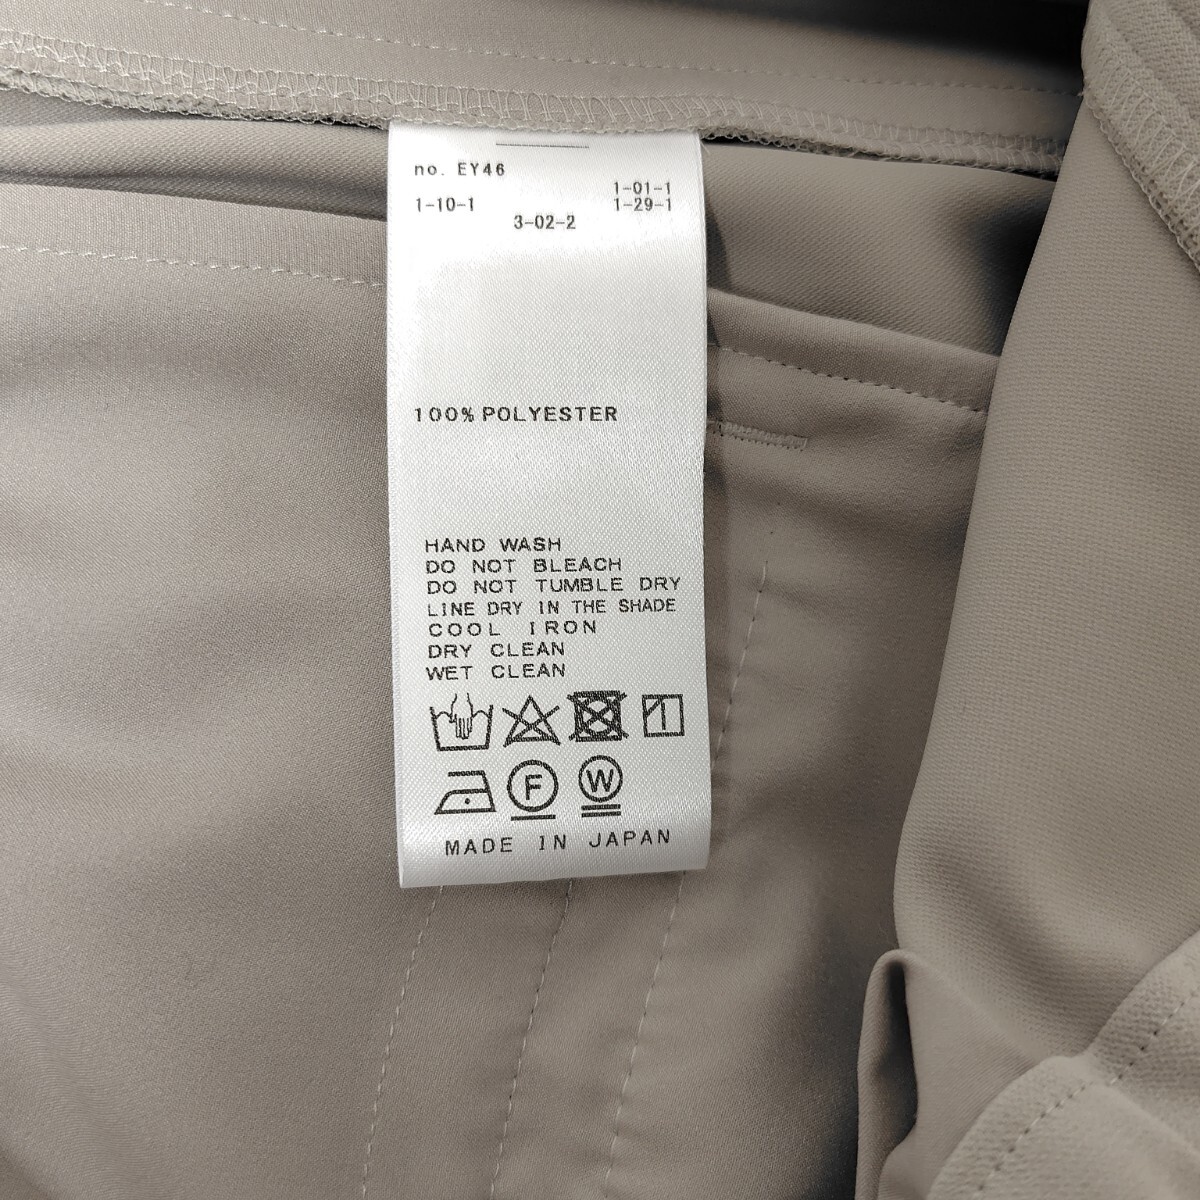 no. EY46
1-01-1
1-10-1 1-29-1
3-02-2
100% POLYESTER
HAND WASH
DO NOT BLEACH
DO NOT TUMBLE DRY
LINE DRY IN THE SHADE
COOL IRON
DRY CLEAN
WET CLEAN
F W
MADE IN JAPAN